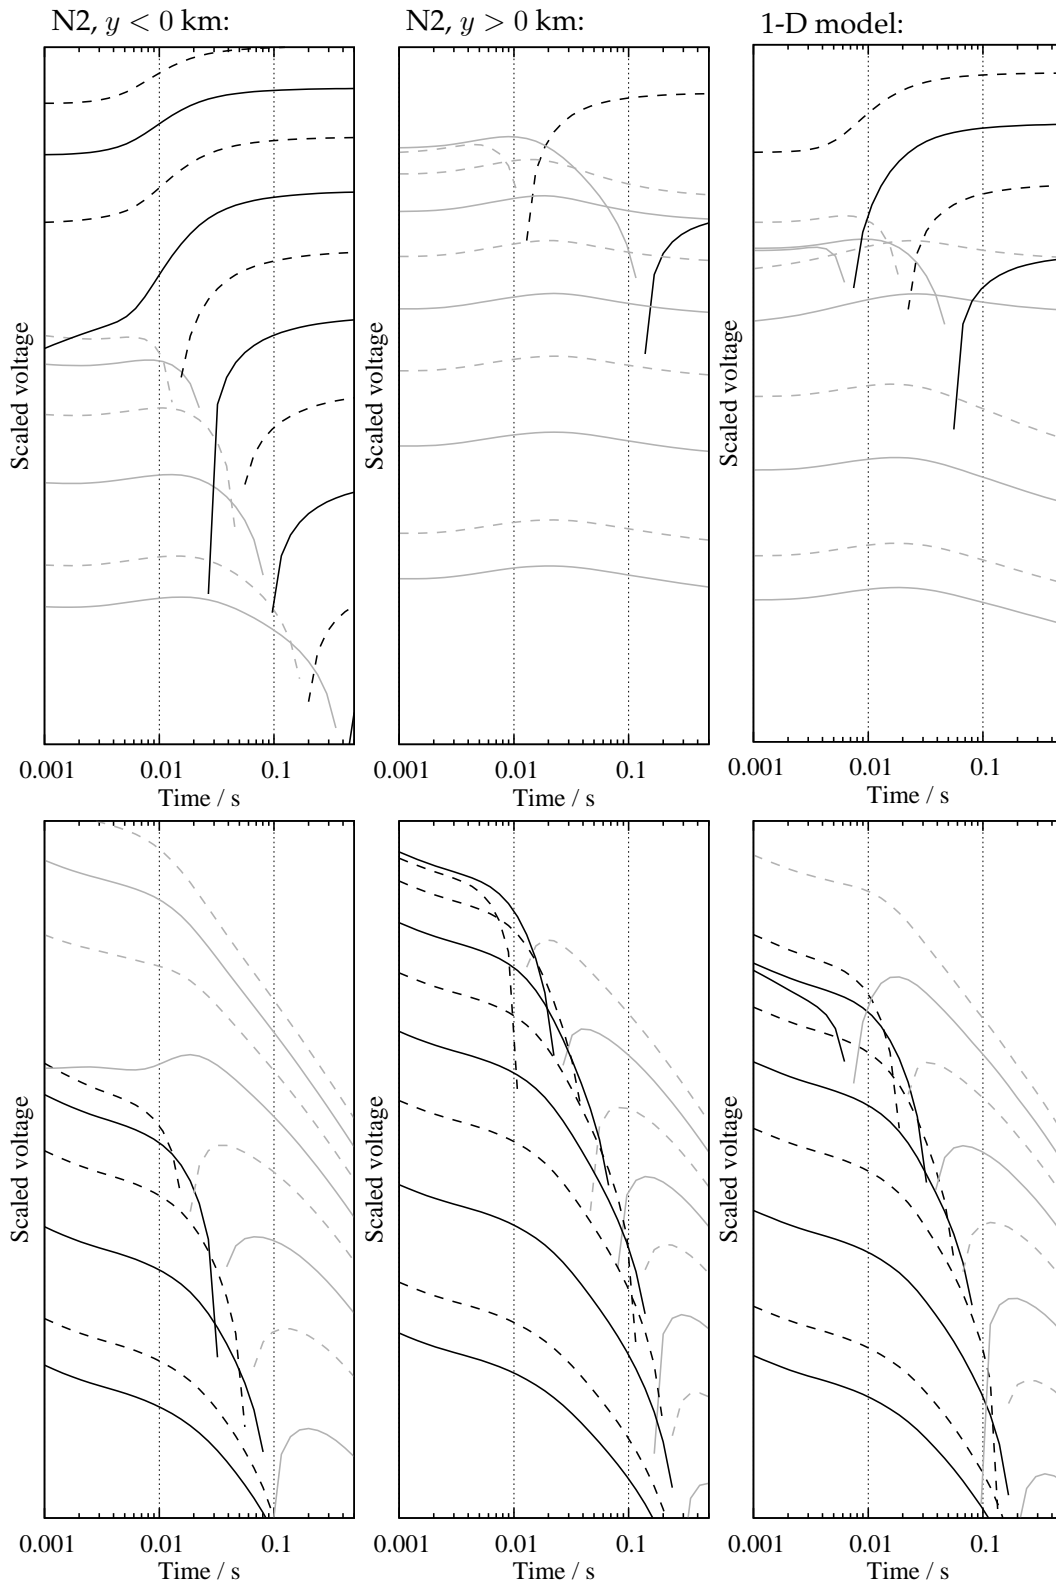 N2, y < 0 km:
N2, y > 0 km:
1-D model:
Scaled voltage
Scaled voltage
Scaled voltage
0.001 0.01 0.1
0.001 0.01 0.1
0.001 0.01 0.1
Time / s
Time / s
Time / s
Scaled voltage
Scaled voltage
Scaled voltage
0.001 0.01 0.1
0.001 0.01 0.1
0.001 0.01 0.1
Time / s
Time / s
Time / s